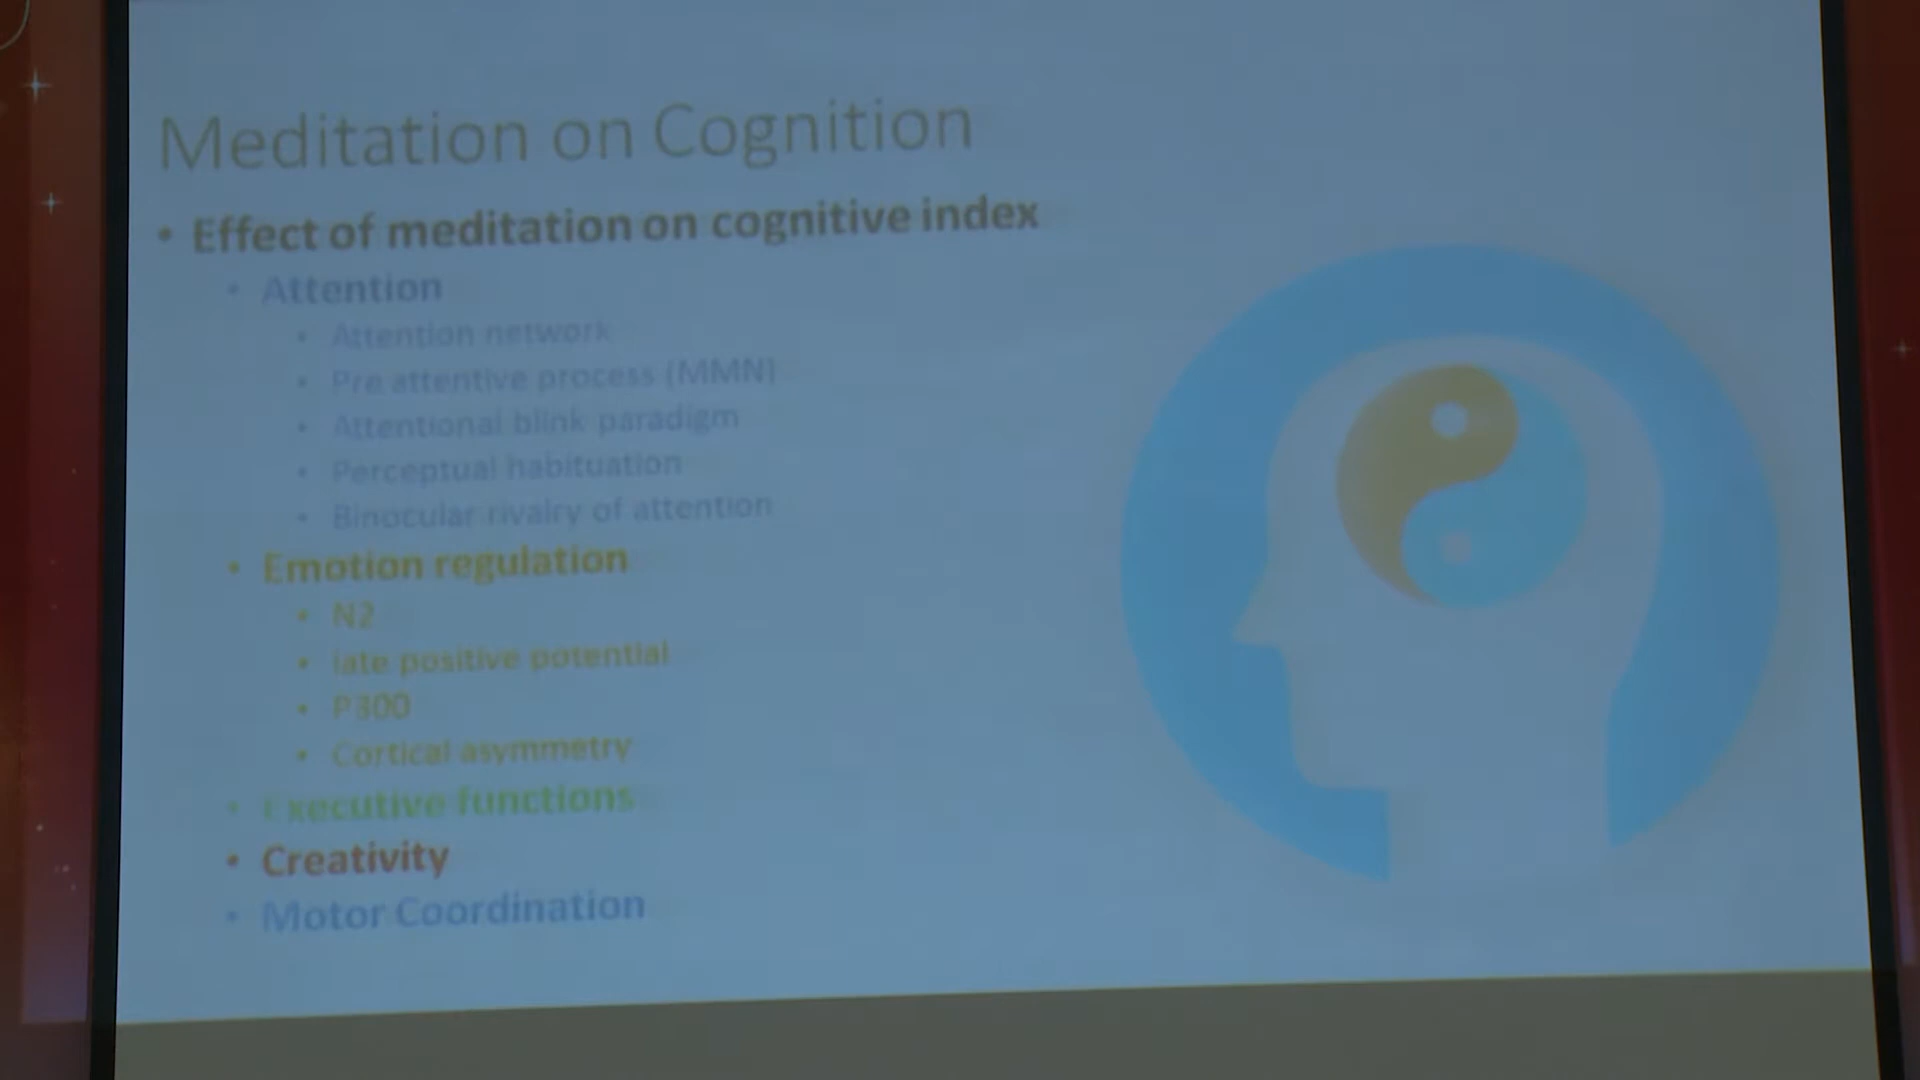 Meditation on Cognition
• Effect of meditation on cognitive index
• Attention
• Attention network
• Pre attentive process (MMN)
• Attentional blink paradigm
• Perceptual habituation
• Binocular rivalry of attention
• Emotion regulation
• N2
• late positive potential
• P300
• Cortical asymmetry
• Executive functions
• Creativity
• Motor Coordination